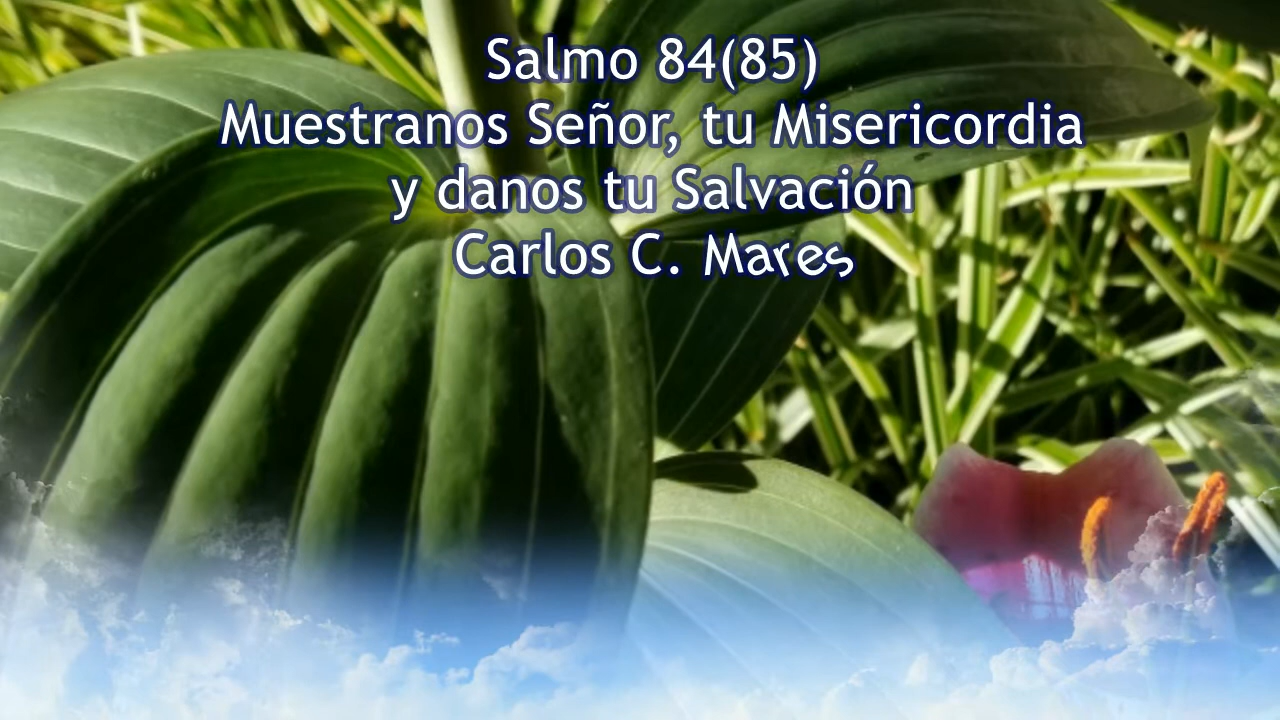 Salmo 84(85)
Muestranos Señor, tu Misericordia
y danos tu Salvación
Carlos C. Mares